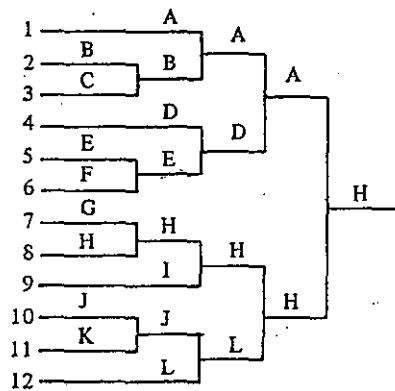 1 A A
2 B B
3 C A
4 D D
5 E E
6 F H
7 G
8 H H H
9 I
10 J J H
11 K L
12 L